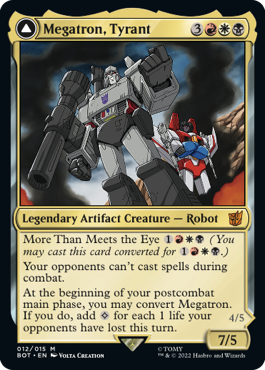 Megatron, Tyrant 3
Legendary Artifact Creature — Robot
More Than Meets the Eye 1 (You
may cast this card converted for 1 .)
Your opponents can't cast spells during
combat.
At the beginning of your postcombat
main phase, you may convert Megatron.
If you do, add for each 1 life your
opponents have lost this turn.
4/5
7/5
012/015 M
BOT • EN VOLTA CREATION
© TOMY
™ & © 2022 Hasbro and Wizards